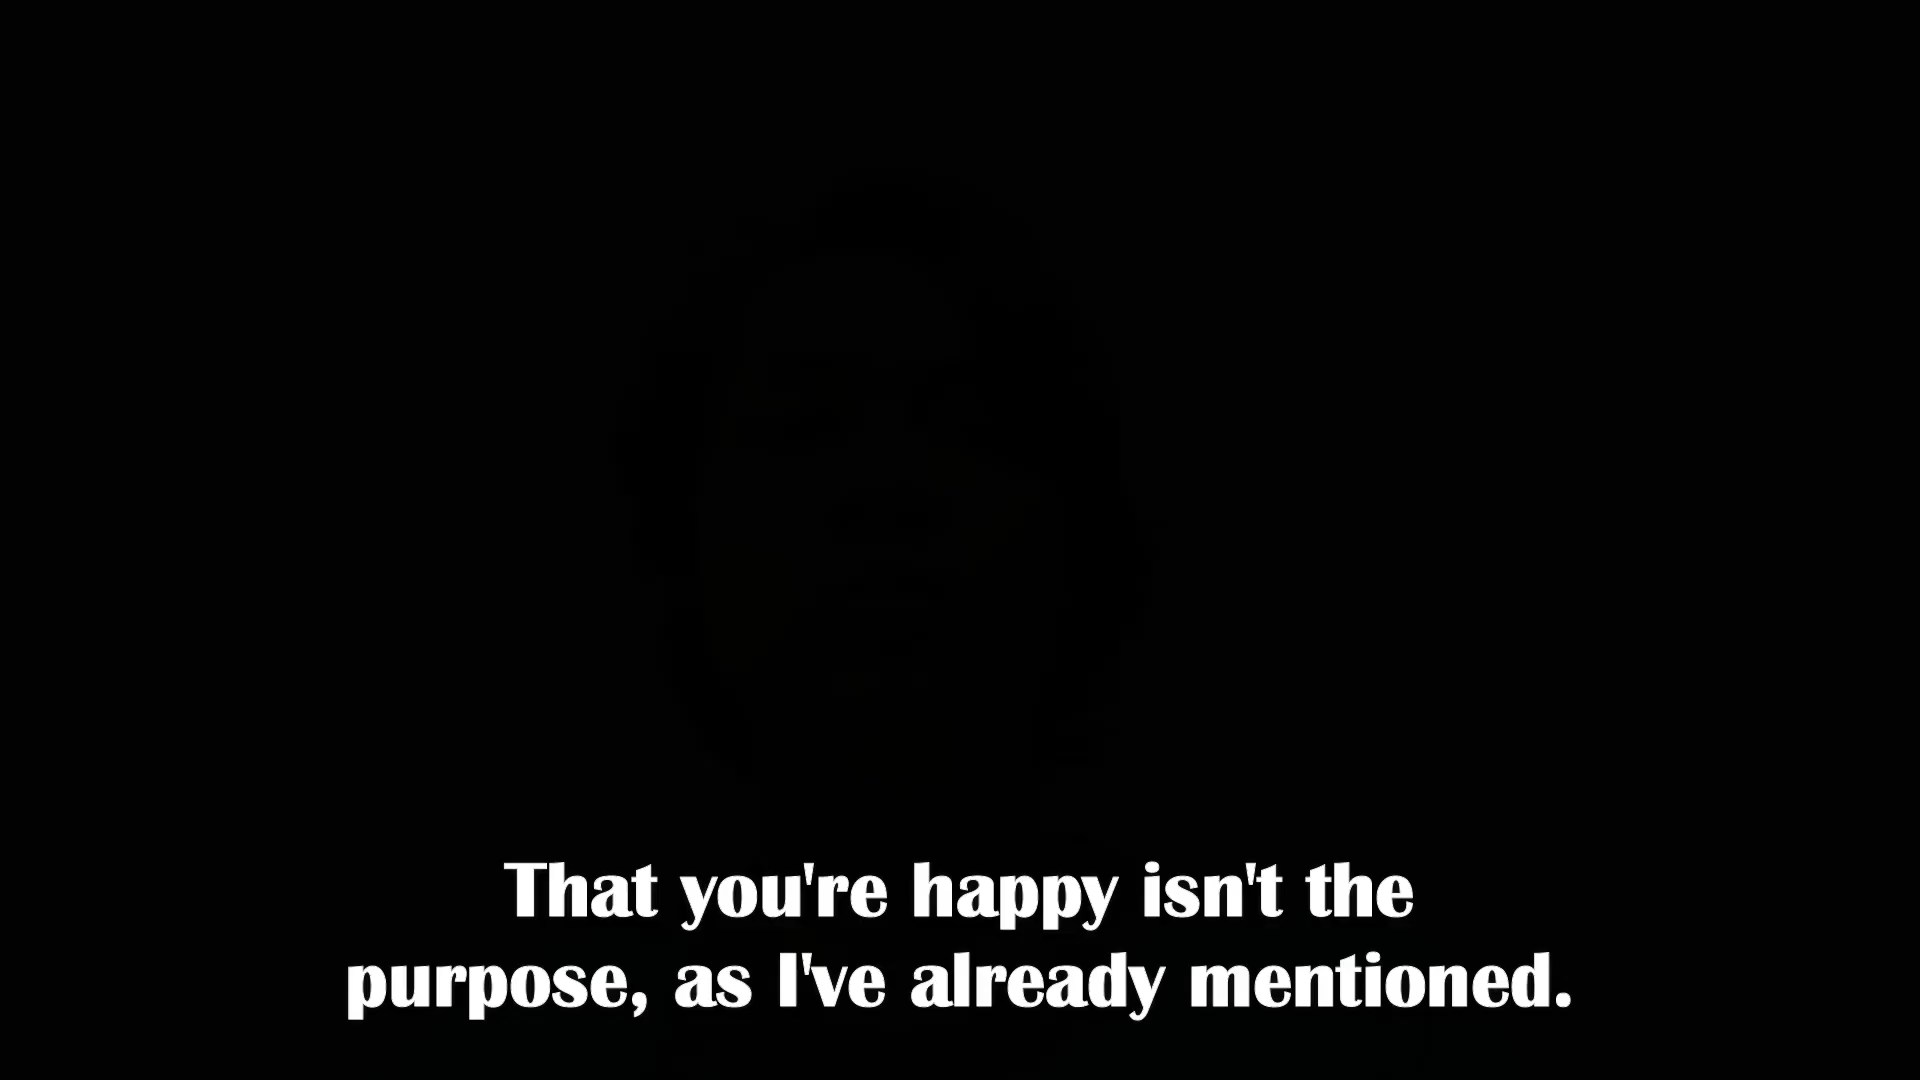 That you're happy isn't the
purpose, as I've already mentioned.